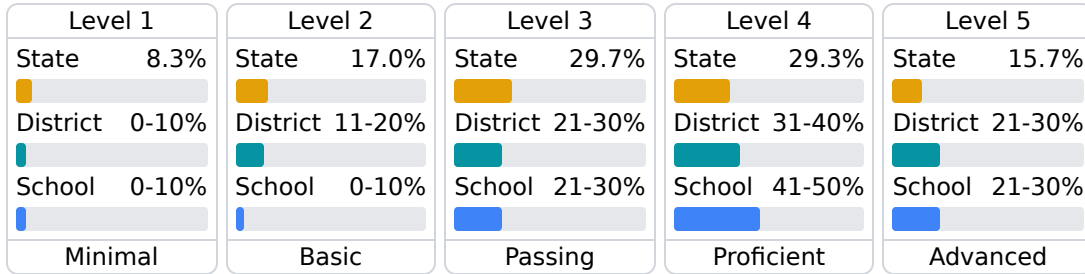 Level 1
State 8.3%
District 0-10%
School 0-10%
Minimal
Level 2
State 17.0%
District 11-20%
School 0-10%
Basic
Level 3
State 29.7%
District 21-30%
School 21-30%
Passing
Level 4
State 29.3%
District 31-40%
School 41-50%
Proficient
Level 5
State 15.7%
District 21-30%
School 21-30%
Advanced